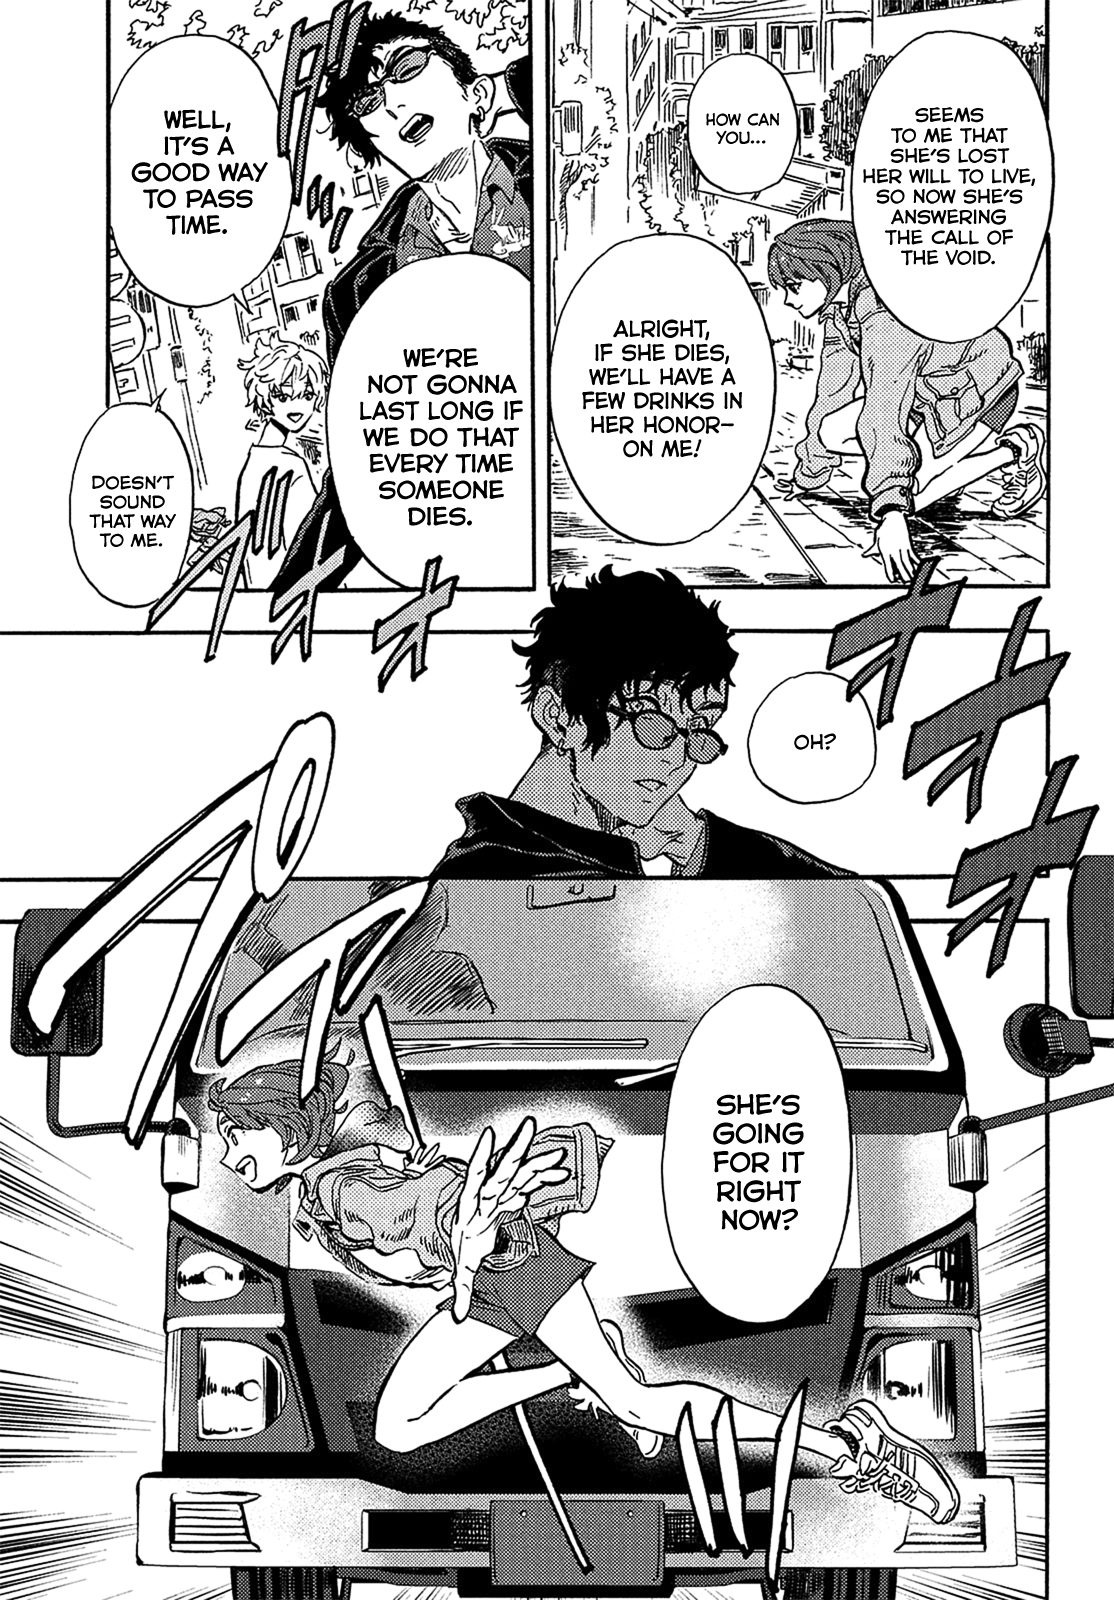 SEEMS
TO ME THAT
SHE'S LOST
HER WILL TO LIVE,
SO NOW SHE'S
ANSWERING
THE CALL OF
THE VOID.
HOW CAN
YOU...
ALRIGHT,
IF SHE DIES,
WE'LL HAVE A
FEW DRINKS IN
HER HONOR—
ON ME!
WE'RE
NOT GONNA
LAST LONG IF
WE DO THAT
EVERY TIME
SOMEONE
DIES.
WELL,
IT'S A
GOOD WAY
TO PASS
TIME.
DOESN'T
SOUND
THAT WAY
TO ME.
OH?
SHE'S
GOING
FOR IT
RIGHT
NOW?